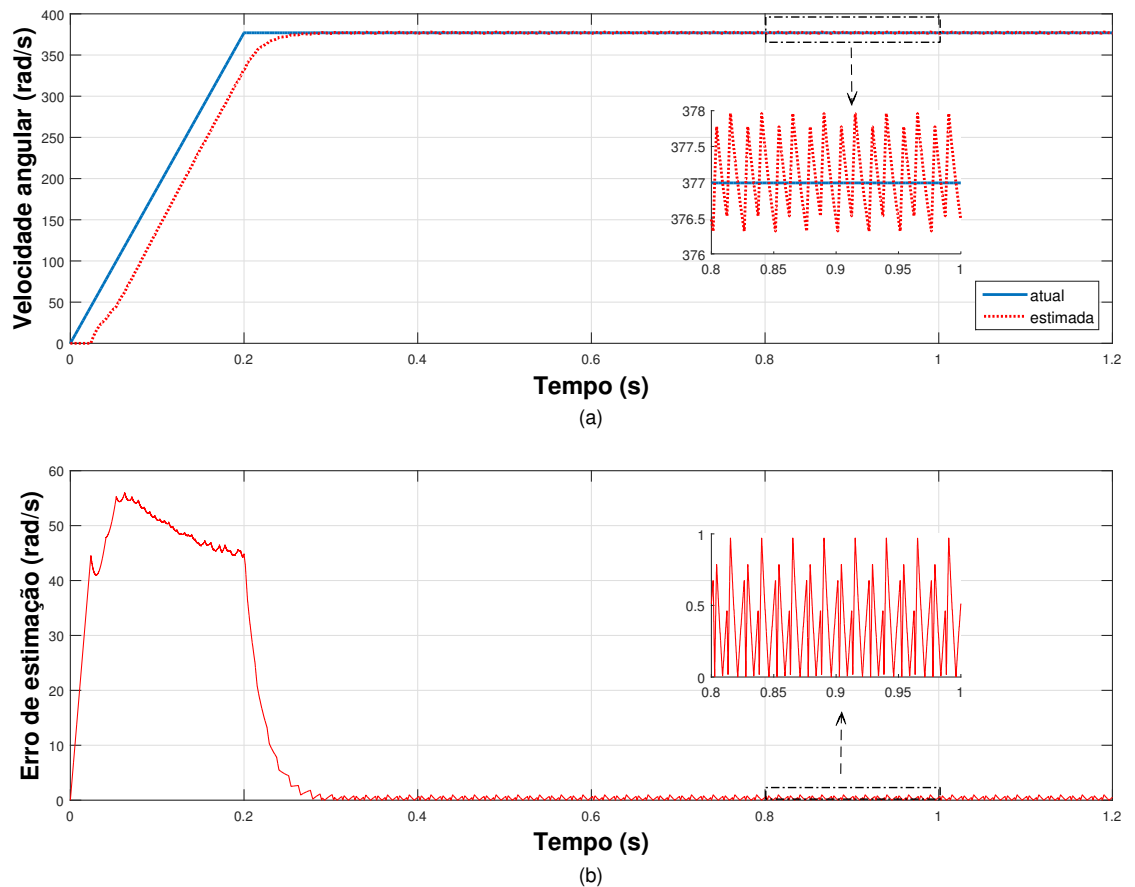 Velocidade angular (rad/s)
400
350
300
250
200
150
100
50
0
0 0.2 0.4 0.6 0.8 1 1.2
378
377.5
377
376.5
376
0.8 0.85 0.9 0.95 1
atual
estimada
Tempo (s)
(a)
Erro de estimação (rad/s)
60
50
40
30
20
10
0
0 0.2 0.4 0.6 0.8 1 1.2
1
0.5
0
0.8 0.85 0.9 0.95 1
Tempo (s)
(b)